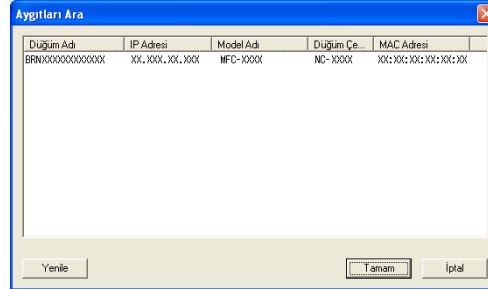 Aygıtları Ara
Düğüm Adı IP Adresi Model Adı Düğüm Çe... MAC Adresi
BRNXXXXXXXXXXXX XX.XXX.XX.XXX MFC-XXXX NC-XXXX XX:XX:XX:XX:XX:XX
Yenile Tamam İptal